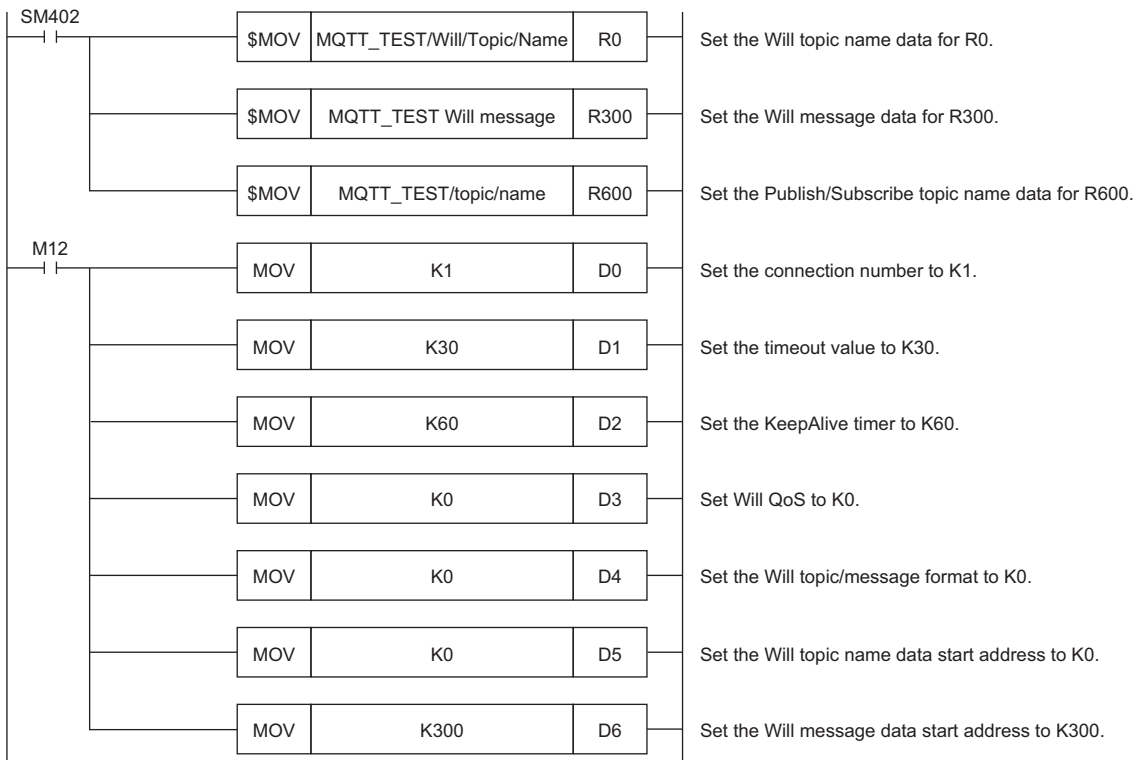 SM402
$MOV MQTT_TEST/Will/Topic/Name R0 Set the Will topic name data for R0.
$MOV MQTT_TEST Will message R300 Set the Will message data for R300.
$MOV MQTT_TEST/topic/name R600 Set the Publish/Subscribe topic name data for R600.
M12
MOV K1 D0 Set the connection number to K1.
MOV K30 D1 Set the timeout value to K30.
MOV K60 D2 Set the KeepAlive timer to K60.
MOV K0 D3 Set Will QoS to K0.
MOV K0 D4 Set the Will topic/message format to K0.
MOV K0 D5 Set the Will topic name data start address to K0.
MOV K300 D6 Set the Will message data start address to K300.